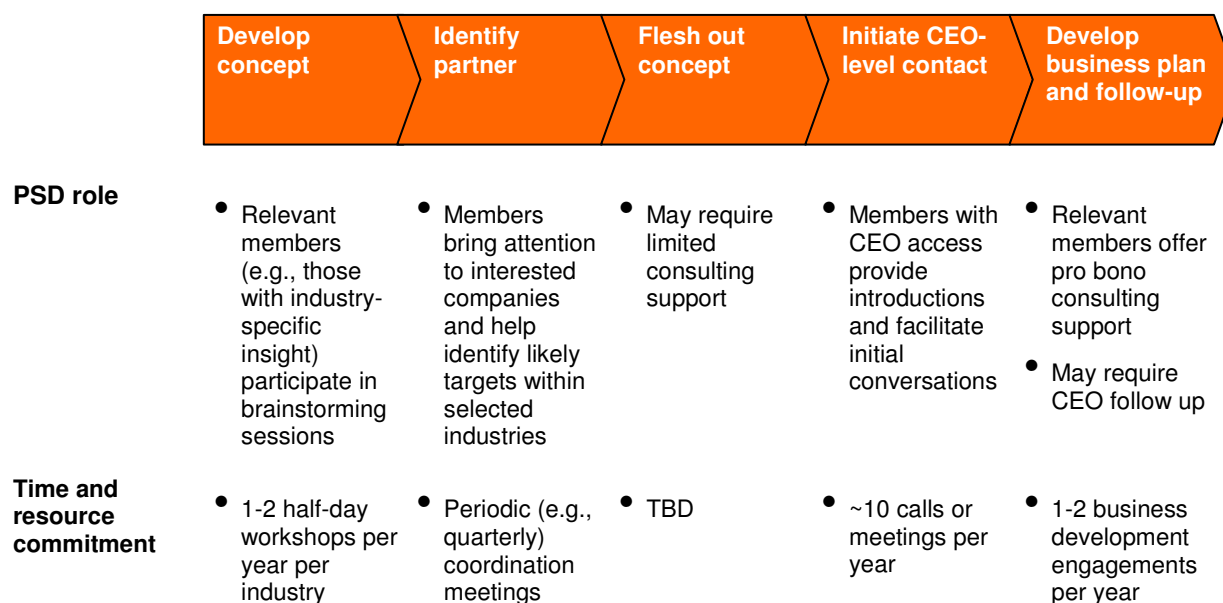 Develop
concept
Identify
partner
Flesh out
concept
Initiate CEO-
level contact
Develop
business plan
and follow-up
PSD role
• Relevant
members
(e.g., those
with industry-
specific
insight)
participate in
brainstorming
sessions
• Members
bring attention
to interested
companies
and help
identify likely
targets within
selected
industries
• May require
limited
consulting
support
• Members with
CEO access
provide
introductions
and facilitate
initial
conversations
• Relevant
members offer
pro bono
consulting
support
• May require
CEO follow up
Time and
resource
commitment
• 1-2 half-day
workshops per
year per
industry
• Periodic (e.g.,
quarterly)
coordination
meetings
• TBD
• ~10 calls or
meetings per
year
• 1-2 business
development
engagements
per year